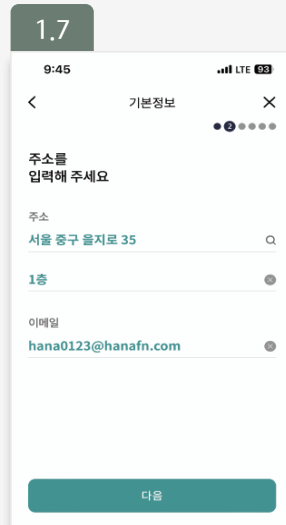 1.7
9:45
LTE 93
기본정보
2
주소를
입력해 주세요
주소
서울 중구 을지로 35
1층
이메일
hana0123@hanafn.com
다음